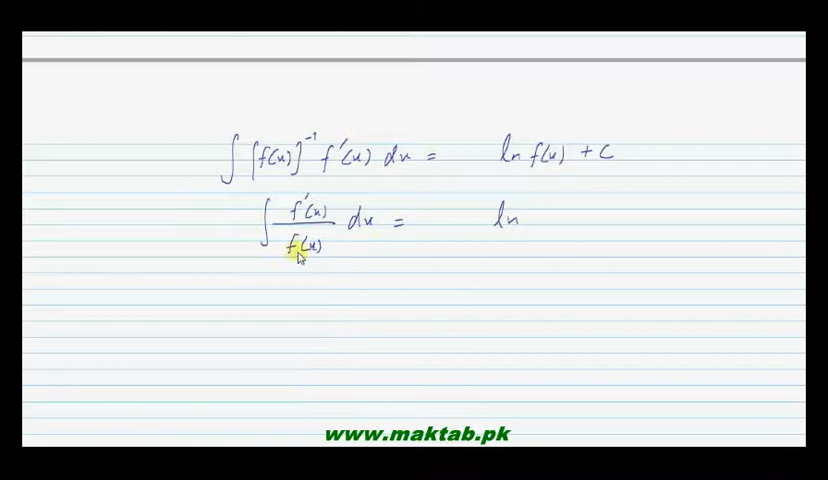 ∫ [f(x)]⁻¹ f′(x) dx = ln f(x) + c
∫ f′(x)/f(x) dx = ln
www.maktab.pk